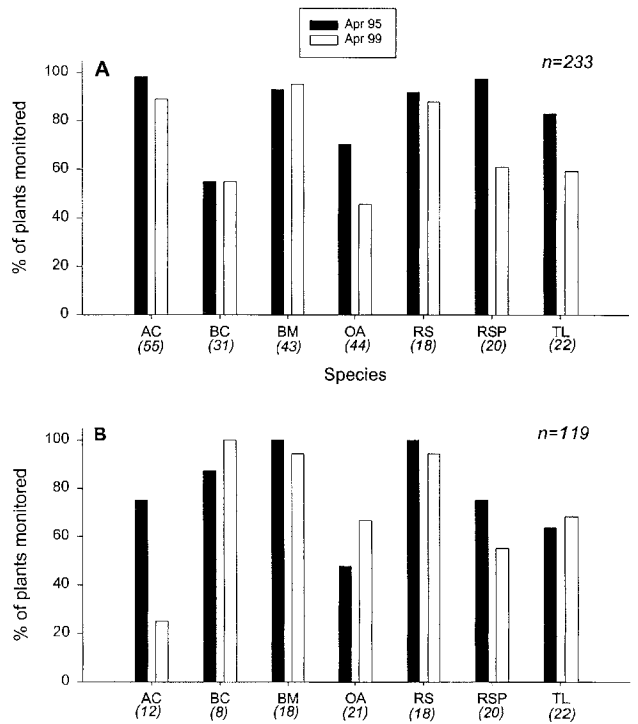 Apr 95
Apr 99
A
n=233
% of plants monitored
100
80
60
40
20
0
AC BC BM OA RS RSP TL
(55) (31) (43) (44) (18) (20) (22)
Species
B
n=119
% of plants monitored
100
80
60
40
20
0
AC BC BM OA RS RSP TL
(12) (8) (18) (21) (18) (20) (22)